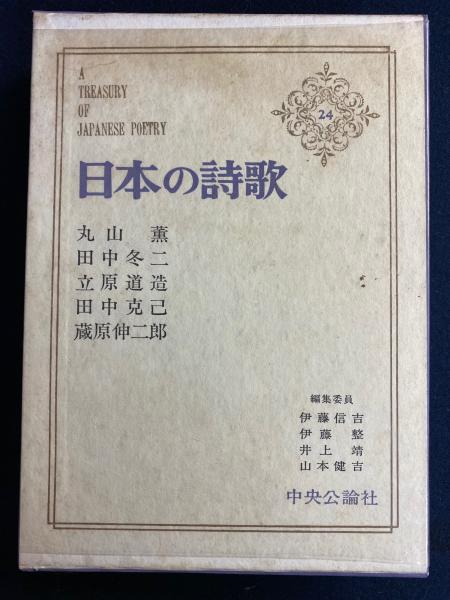 A
TREASURY
OF
JAPANESE POETRY
24
日本の詩歌
丸山薫
田中冬二
立原道造
田中克己
蔵原伸二郎
編集委員
伊藤信吉
伊藤整
井上靖
山本健吉
中央公論社